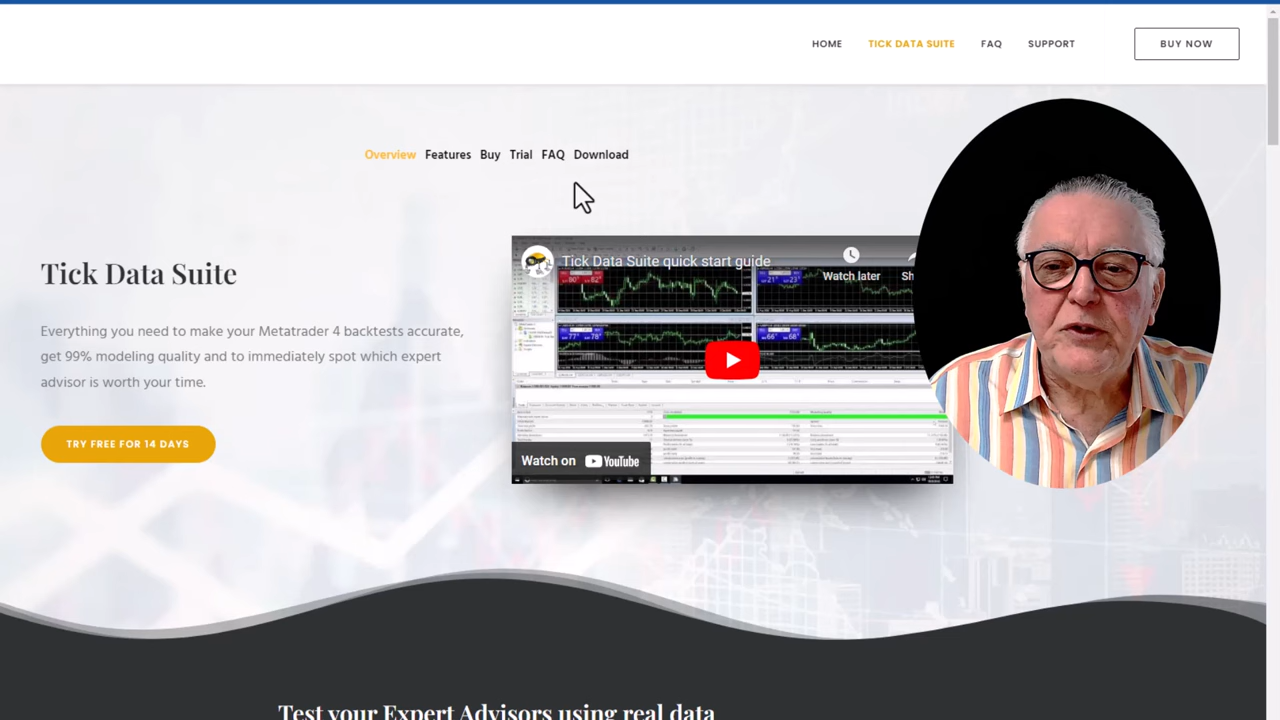 HOME TICK DATA SUITE FAQ SUPPORT BUY NOW
Overview Features Buy Trial FAQ Download
Tick Data Suite
Everything you need to make your Metatrader 4 backtests accurate,
get 99% modeling quality and to immediately spot which expert
advisor is worth your time.
TRY FREE FOR 14 DAYS
Tick Data Suite quick start guide
Watch later Sh
Watch on YouTube
Test your Expert Advisors using real data